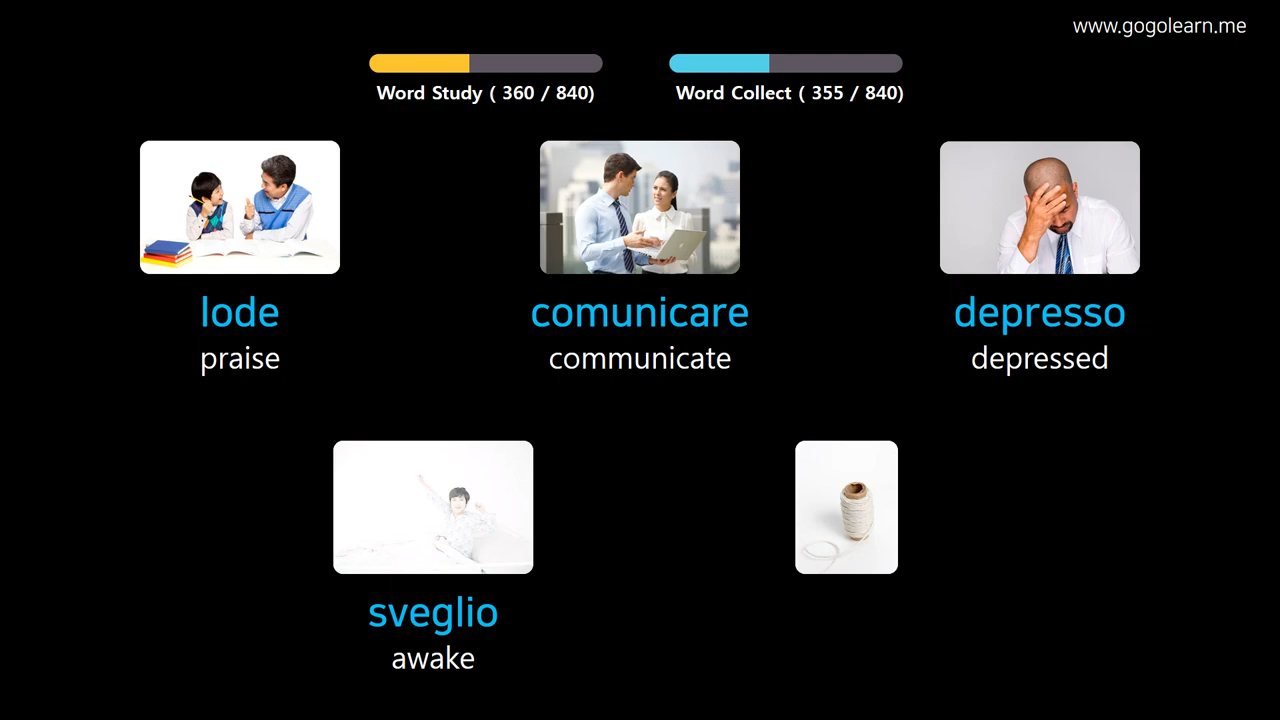 www.gogolearn.me
Word Study ( 360 / 840)
Word Collect ( 355 / 840)
lode
praise
comunicare
communicate
depresso
depressed
sveglio
awake